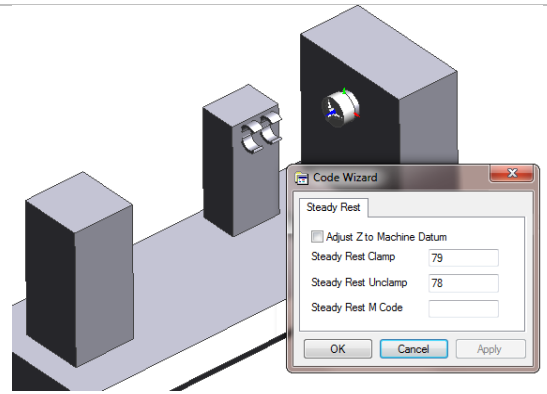 Code Wizard
Steady Rest
Adjust Z to Machine Datum
Steady Rest Clamp 79
Steady Rest Unclamp 78
Steady Rest M Code
OK Cancel Apply